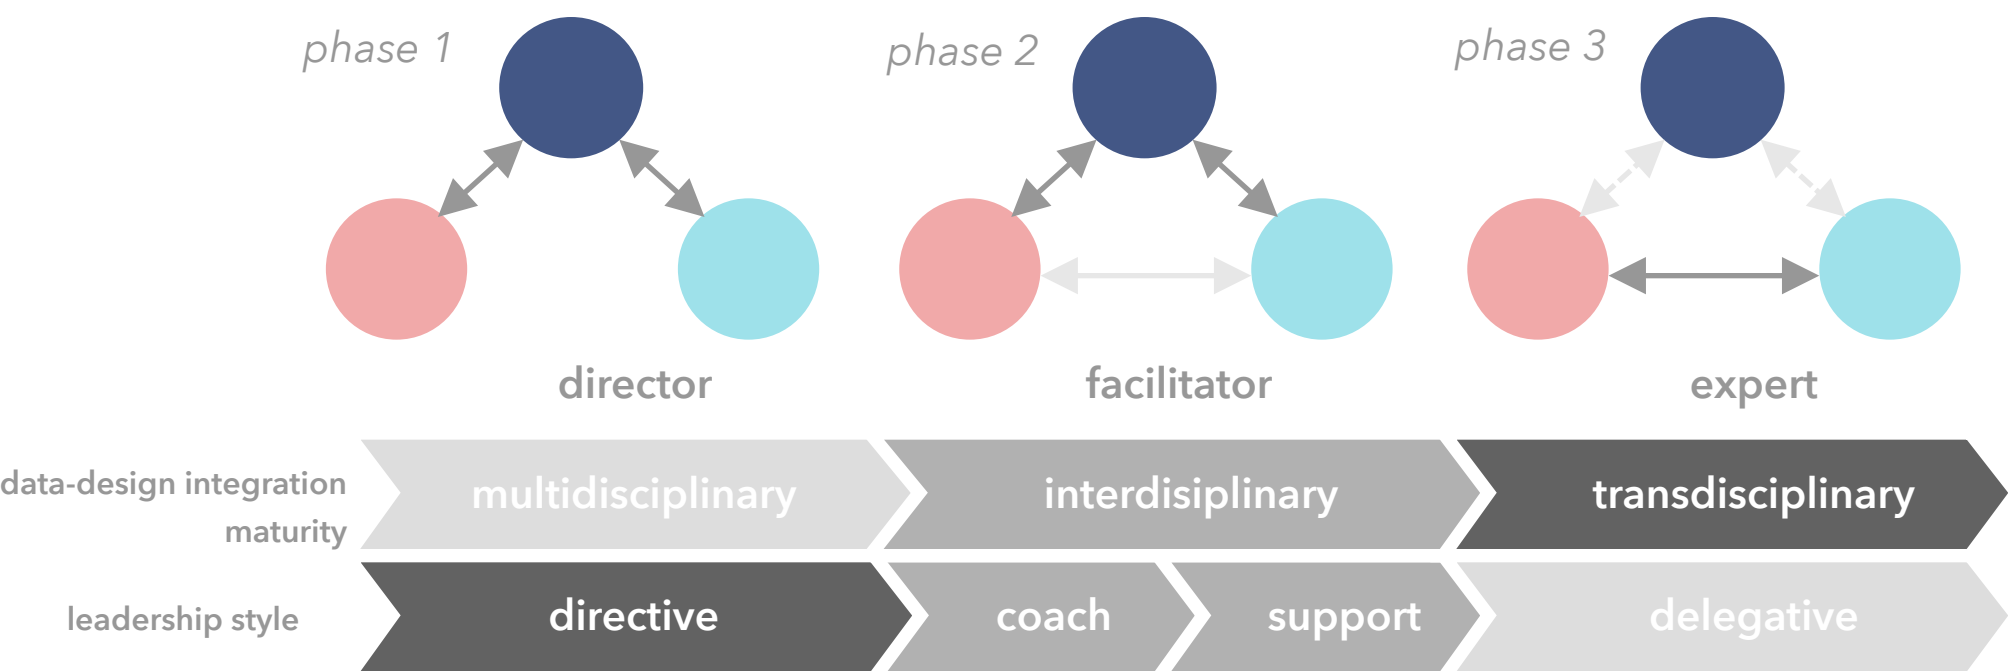 phase 1
phase 2
phase 3
director
facilitator
expert
data-design integration
maturity
multidisciplinary
interdisiplinary
transdisciplinary
leadership style
directive
coach
support
delegative